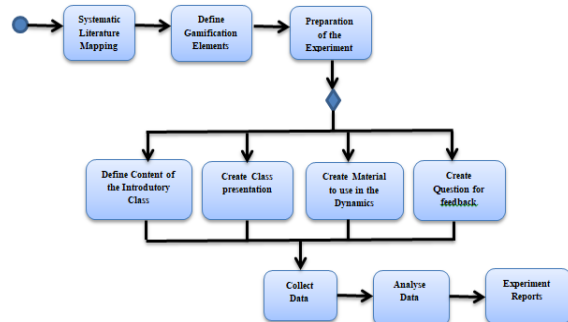 Systematic
Literature
Mapping
Define
Gamification
Elements
Preparation
of the
Experiment
Define Content of
the Introdutory
Class
Create Class
presentation
Create Material
to use in the
Dynamics
Create
Question for
feedback.
Collect
Data
Analyse
Data
Experiment
Reports